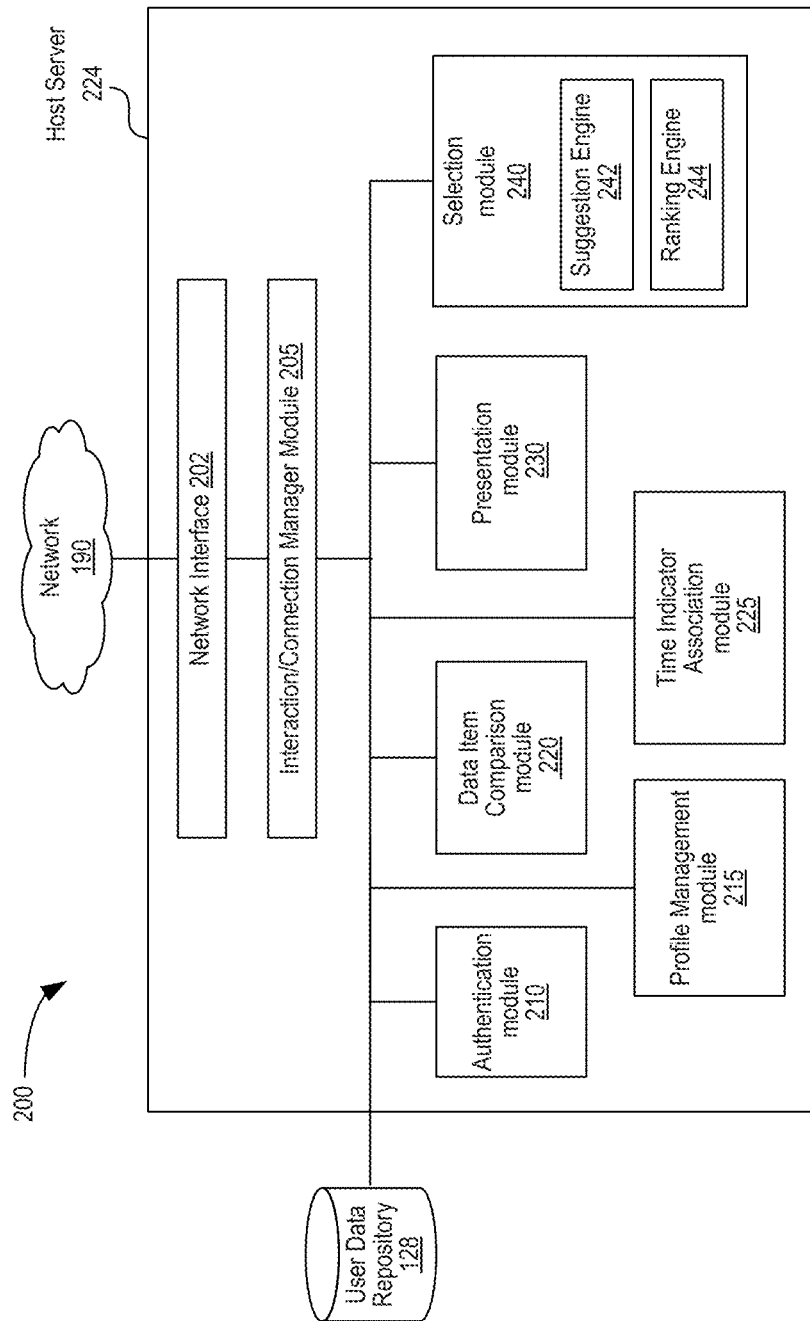 200
Network
190
Host Server
224
Network Interface 202
Interaction/Connection Manager Module 205
User Data
Repository
128
Authentication
module
210
Data Item
Comparison
module
220
Presentation
module
230
Selection
module
240
Suggestion Engine
242
Ranking Engine
244
Profile Management
module
215
Time Indicator
Association
module
225